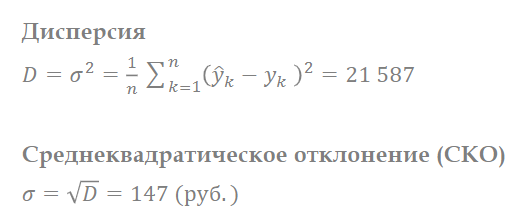 Дисперсия
D = σ² = 1/n ∑ₖ₌₁ⁿ(ŷₖ − yₖ )² = 21 587
Среднеквадратическое отклонение (СКО)
σ = √D = 147 (руб.)